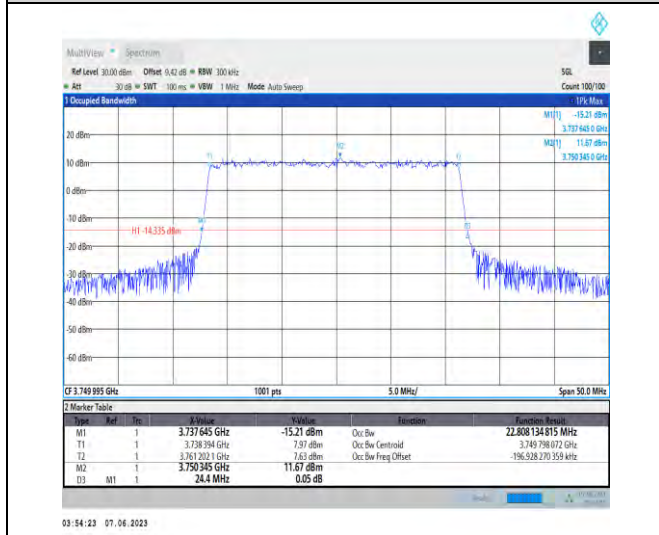 MultiView Spectrum
Ref Level 30.00 dBm Offset 9.42 dB RBW 300 kHz SGL
Att 30 dB SWT 100 ms VBW 1 MHz Mode Auto Sweep Count 100/100
1 Occupied Bandwidth 1Pk Max
M1[1] -15.21 dBm
3.737 645 0 GHz
M2[1] 11.67 dBm
3.750 345 0 GHz
20 dBm
M2
10 dBm
0 dBm
-10 dBm
H1 -14.335 dBm
-20 dBm
-30 dBm
-40 dBm
-50 dBm
-60 dBm
CF 3.749 995 GHz 1001 pts 5.0 MHz/ Span 50.0 MHz
2 Marker Table
Type Ref Trc X-Value Y-Value Function Function Result
M1 1 3.737645 GHz -15.21 dBm Occ Bw 22.808 134 815 MHz
T1 1 3.738 394 GHz 7.97 dBm Occ Bw Centroid 3.749 798 072 GHz
T2 1 3.761 202 1 GHz 7.63 dBm Occ Bw Freq Offset -196.928 270 359 kHz
M2 1 3.750345 GHz 11.67 dBm
D3 M1 1 24.4 MHz 0.05 dB
03:54:23 07.06.2023